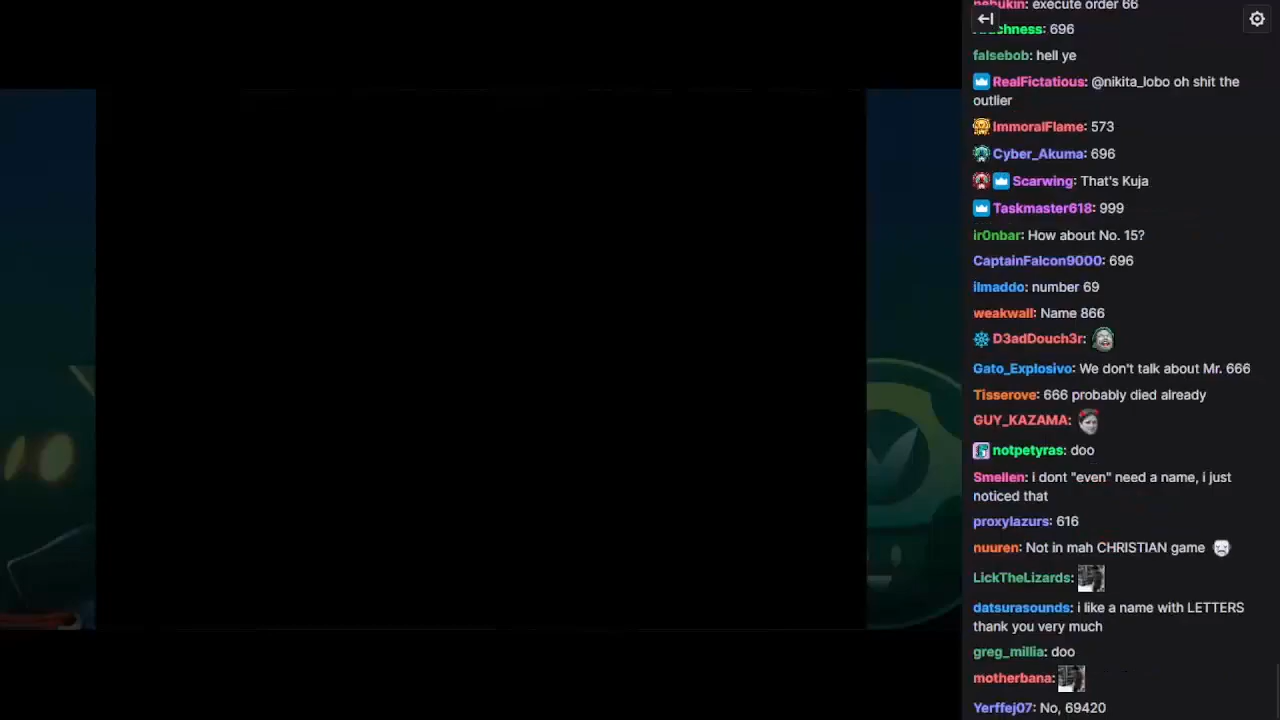 nebukin: execute order 66
chness: 696
falsebob: hell ye
RealFictatious: @nikita_lobo oh shit the
outlier
ImmoralFlame: 573
Cyber_Akuma: 696
Scarwing: That's Kuja
Taskmaster618: 999
ir0nbar: How about No. 15?
CaptainFalcon9000: 696
ilmaddo: number 69
weakwall: Name 866
D3adDouch3r:
Gato_Explosivo: We don't talk about Mr. 666
Tisserove: 666 probably died already
GUY_KAZAMA:
notpetyras: doo
Smellen: i dont "even" need a name, i just
noticed that
proxylazurs: 616
nuuren: Not in mah CHRISTIAN game
LickTheLizards:
datsurasounds: i like a name with LETTERS
thank you very much
greg_millia: doo
motherbana:
Yerffej07: No, 69420